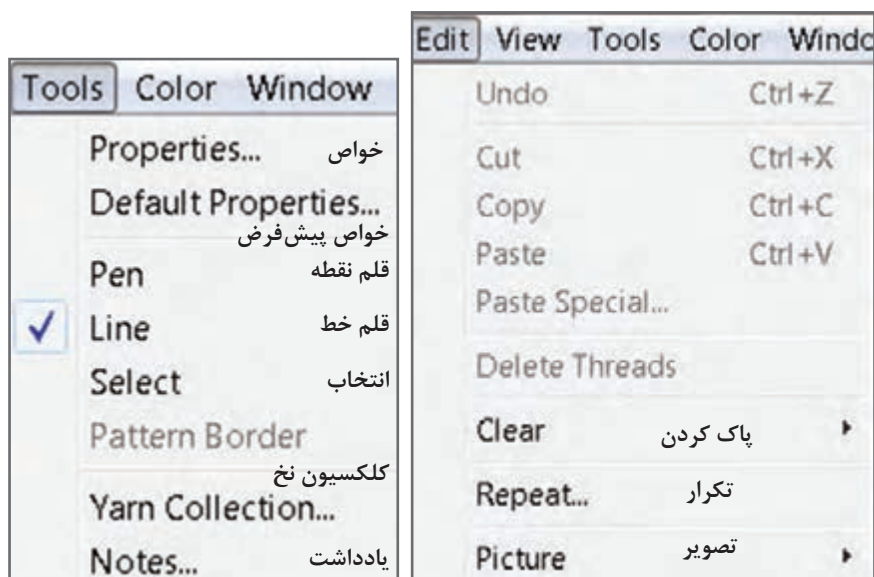 Tools Color Window
Properties... خواص
Default Properties...
خواص پیش‌فرض
Pen قلم نقطه
Line قلم خط
Select انتخاب
Pattern Border
کلکسیون نخ
Yarn Collection...
Notes... یادداشت
Edit View Tools Color Windo
Undo Ctrl+Z
Cut Ctrl+X
Copy Ctrl+C
Paste Ctrl+V
Paste Special...
Delete Threads
Clear پاک کردن
Repeat... تکرار
Picture تصویر